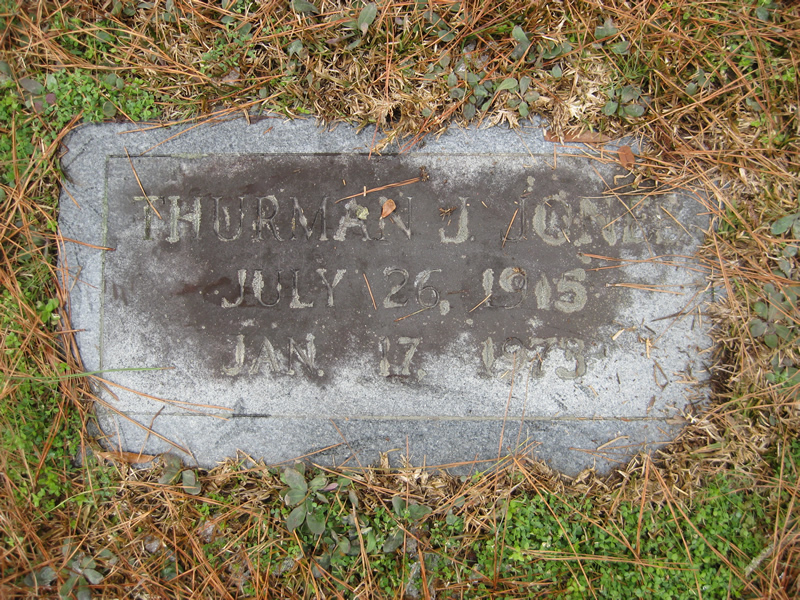 THURMAN J. JONES
JULY 26, 1915
JAN. 17 1973